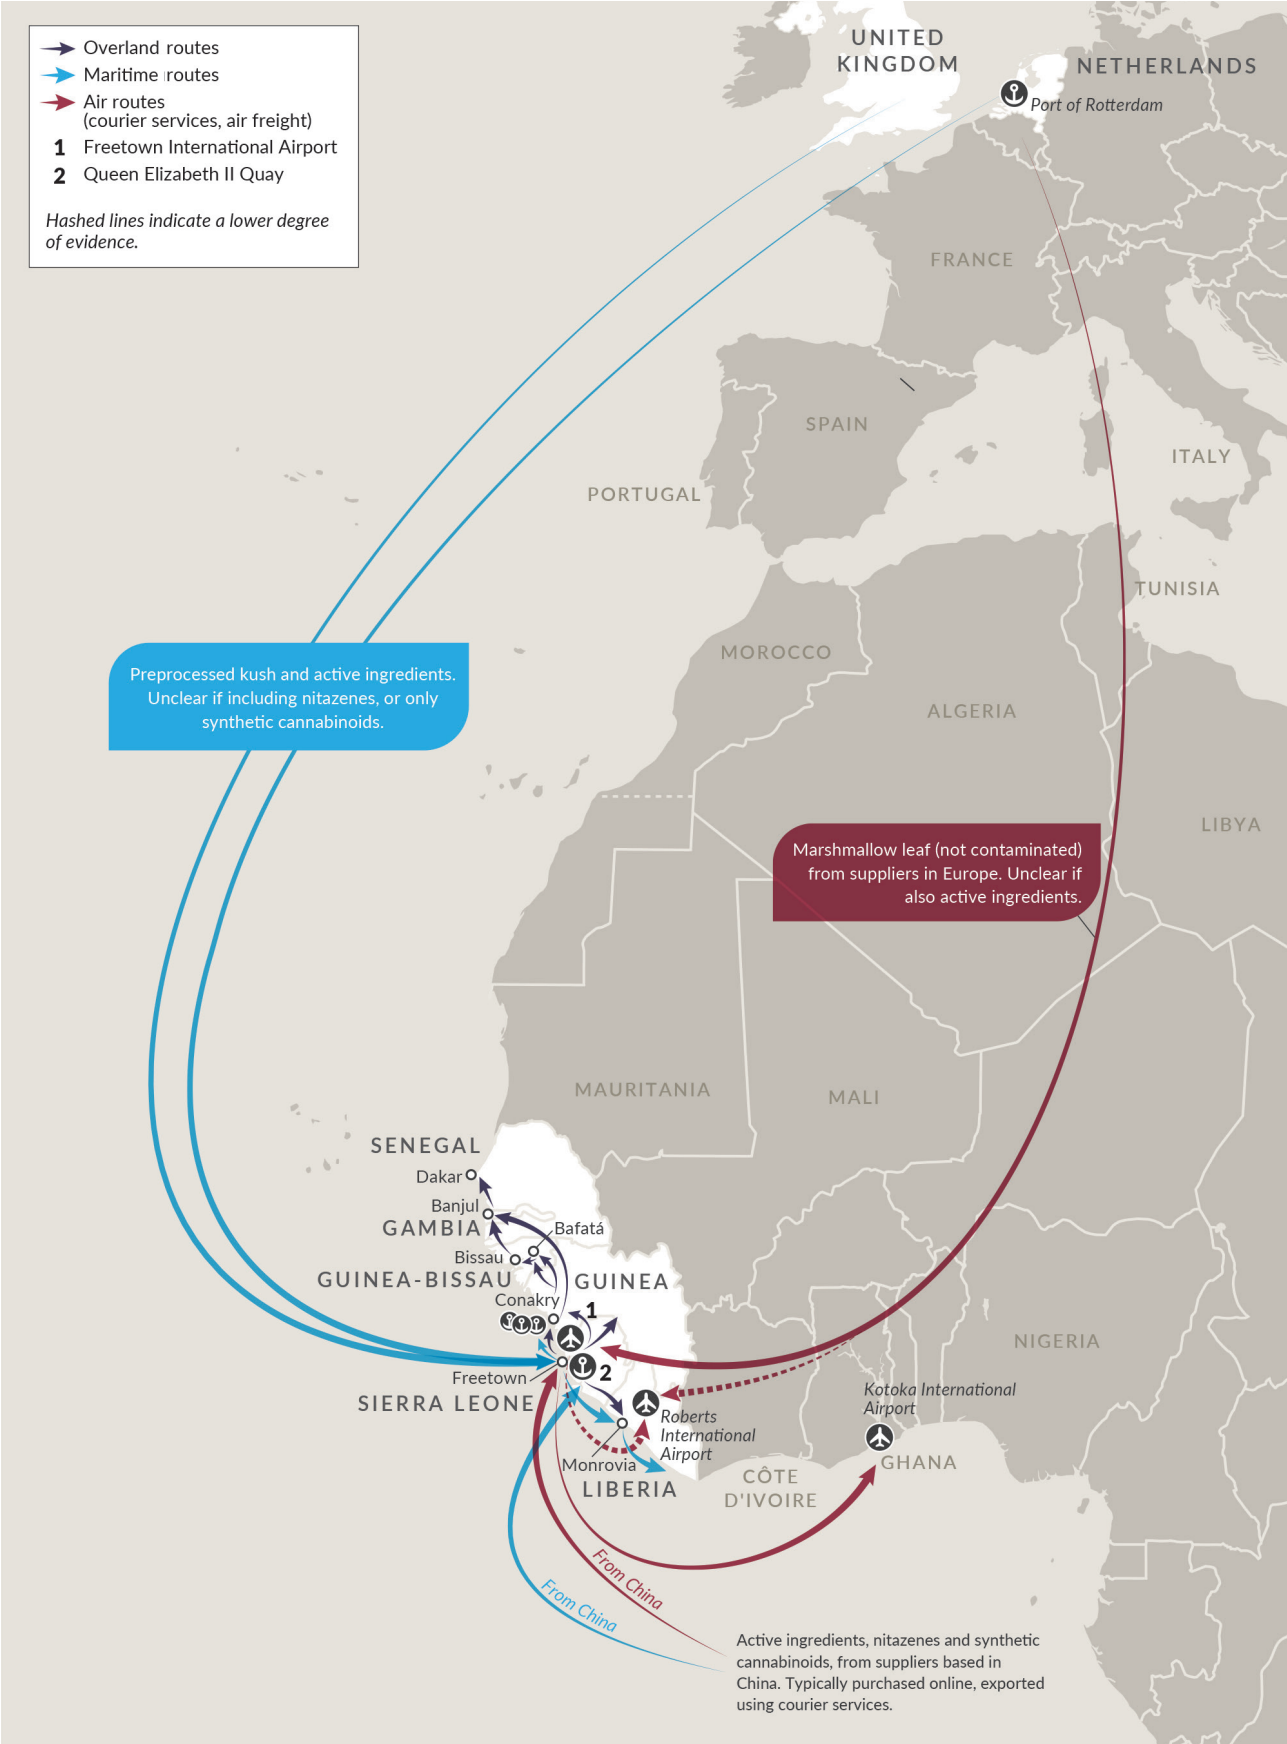 Overland routes
Maritime routes
Air routes
(courier services, air freight)
1 Freetown International Airport
2 Queen Elizabeth II Quay
Hashed lines indicate a lower degree
of evidence.
UNITED
KINGDOM
NETHERLANDS
Port of Rotterdam
FRANCE
SPAIN
ITALY
PORTUGAL
TUNISIA
MOROCCO
Preprocessed kush and active ingredients.
Unclear if including nitazenes, or only
synthetic cannabinoids.
ALGERIA
LIBYA
Marshmallow leaf (not contaminated)
from suppliers in Europe. Unclear if
also active ingredients.
MAURITANIA
MALI
SENEGAL
Dakar
Banjul
GAMBIA
Bafatá
Bissau
GUINEA-BISSAU
GUINEA
Conakry
1
NIGERIA
2
Freetown
SIERRA LEONE
Kotoka International
Airport
Roberts
International
Airport
Monrovia
LIBERIA
GHANA
CÔTE
D'IVOIRE
From China
From China
Active ingredients, nitazenes and synthetic
cannabinoids, from suppliers based in
China. Typically purchased online, exported
using courier services.